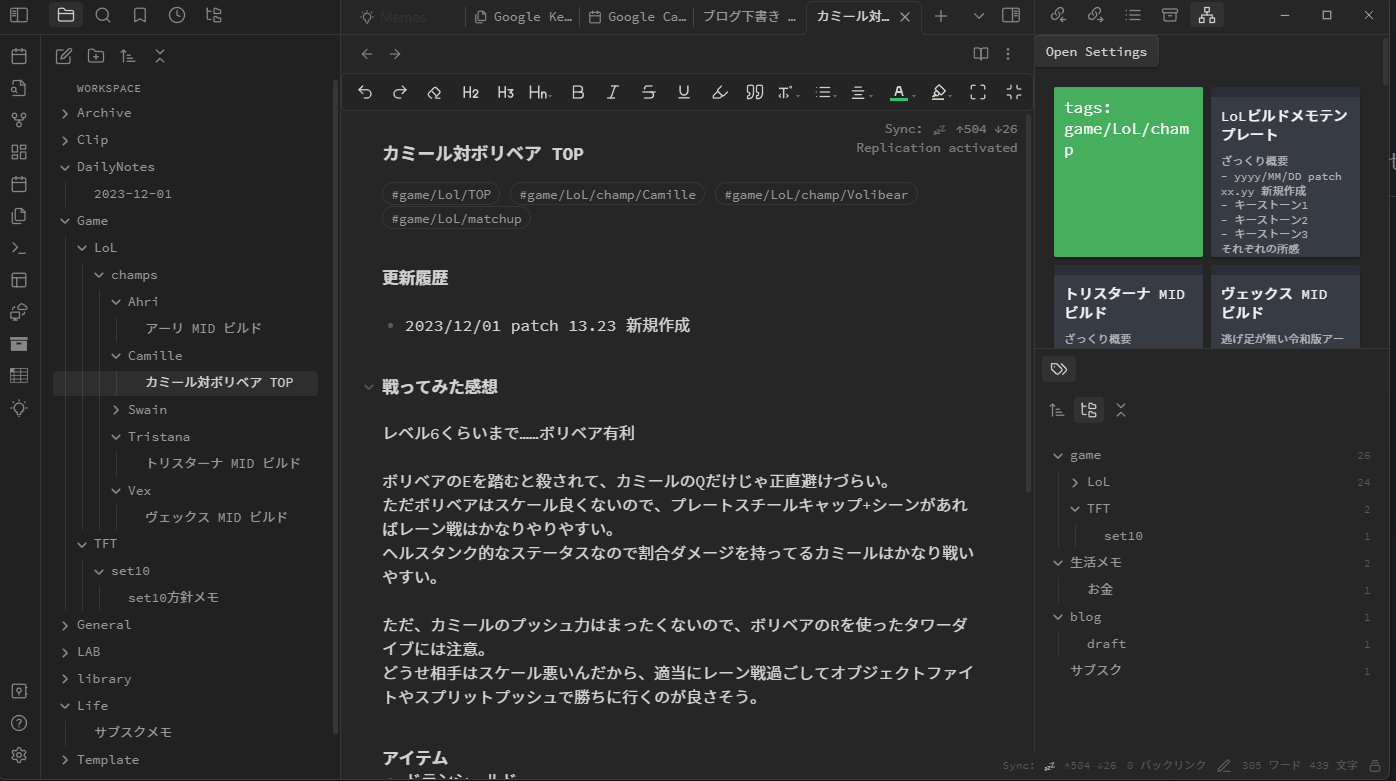 Memos
Google Ke…
Google Ca…
ブログ下書き …
カミール対…
Open Settings
WORKSPACE
Archive
Clip
DailyNotes
2023-12-01
Game
LoL
champs
Ahri
アーリ MID ビルド
Camille
カミール対ボリベア TOP
Swain
Tristana
トリスターナ MID ビルド
Vex
ヴェックス MID ビルド
TFT
set10
set10方針メモ
General
LAB
library
Life
サブスクメモ
Template
H2
H3
Hn
Sync: 💤 ↑504 ↓26
Replication activated
カミール対ボリベア TOP
#game/Lol/TOP
#game/LoL/champ/Camille
#game/LoL/champ/Volibear
#game/LoL/matchup
更新履歴
2023/12/01 patch 13.23 新規作成
戦ってみた感想
レベル6くらいまで……ボリベア有利
ボリベアのEを踏むと殺されて、カミールのQだけじゃ正直避けづらい。
ただボリベアはスケール良くないので、プレートスチールキャップ+シーンがあれ
ばレーン戦はかなりやりやすい。
ヘルスタンク的なステータスなので割合ダメージを持ってるカミールはかなり戦い
やすい。
ただ、カミールのプッシュ力はまったくないので、ボリベアのRを使ったタワーダ
イブには注意。
どうせ相手はスケール悪いんだから、適当にレーン戦過ごしてオブジェクトファイ
トやスプリットプッシュで勝ちに行くのが良さそう。
アイテム
ドランシールド
tags:
game/LoL/cham
p
LoLビルドメモテン
プレート
ざっくり概要
- yyyy/MM/DD patch
xx.yy 新規作成
- キーストーン1
- キーストーン2
- キーストーン3
それぞれの所感
トリスターナ MID
ビルド
ざっくり概要
ヴェックス MID
ビルド
逃げ足が無い令和版アー
game 26
LoL 24
TFT 2
set10 1
生活メモ 2
お金 1
blog 1
draft 1
サブスク 1
Sync: 💤 ↑504 ↓26 0 バックリンク 305 ワード 439 文字